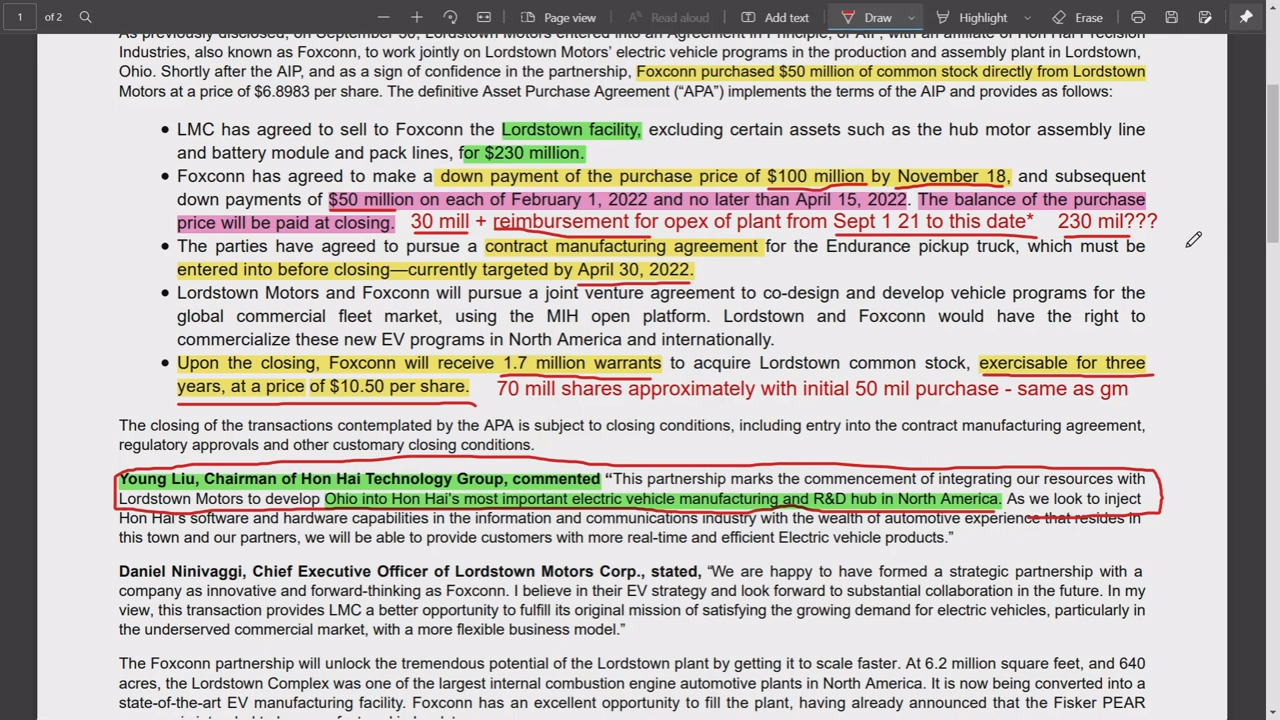 1 of 2 Page view Read aloud Add text Draw Highlight Erase
As previously disclosed, on September 30, Lordstown Motors entered into an Agreement in Principle, or AIP, with an affiliate of Hon Hai Precision
Industries, also known as Foxconn, to work jointly on Lordstown Motors' electric vehicle programs in the production and assembly plant in Lordstown,
Ohio. Shortly after the AIP, and as a sign of confidence in the partnership, Foxconn purchased $50 million of common stock directly from Lordstown
Motors at a price of $6.8983 per share. The definitive Asset Purchase Agreement (“APA”) implements the terms of the AIP and provides as follows:
• LMC has agreed to sell to Foxconn the Lordstown facility, excluding certain assets such as the hub motor assembly line
and battery module and pack lines, for $230 million.
• Foxconn has agreed to make a down payment of the purchase price of $100 million by November 18, and subsequent
down payments of $50 million on each of February 1, 2022 and no later than April 15, 2022. The balance of the purchase
price will be paid at closing. 30 mill + reimbursement for opex of plant from Sept 1 21 to this date* 230 mil???
• The parties have agreed to pursue a contract manufacturing agreement for the Endurance pickup truck, which must be
entered into before closing—currently targeted by April 30, 2022.
• Lordstown Motors and Foxconn will pursue a joint venture agreement to co-design and develop vehicle programs for the
global commercial fleet market, using the MIH open platform. Lordstown and Foxconn would have the right to
commercialize these new EV programs in North America and internationally.
• Upon the closing, Foxconn will receive 1.7 million warrants to acquire Lordstown common stock, exercisable for three
years, at a price of $10.50 per share. 70 mill shares approximately with initial 50 mil purchase - same as gm
The closing of the transactions contemplated by the APA is subject to closing conditions, including entry into the contract manufacturing agreement,
regulatory approvals and other customary closing conditions.
Young Liu, Chairman of Hon Hai Technology Group, commented “This partnership marks the commencement of integrating our resources with
Lordstown Motors to develop Ohio into Hon Hai's most important electric vehicle manufacturing and R&D hub in North America. As we look to inject
Hon Hai's software and hardware capabilities in the information and communications industry with the wealth of automotive experience that resides in
this town and our partners, we will be able to provide customers with more real-time and efficient Electric vehicle products.”
Daniel Ninivaggi, Chief Executive Officer of Lordstown Motors Corp., stated, “We are happy to have formed a strategic partnership with a
company as innovative and forward-thinking as Foxconn. I believe in their EV strategy and look forward to substantial collaboration in the future. In my
view, this transaction provides LMC a better opportunity to fulfill its original mission of satisfying the growing demand for electric vehicles, particularly in
the underserved commercial market, with a more flexible business model.”
The Foxconn partnership will unlock the tremendous potential of the Lordstown plant by getting it to scale faster. At 6.2 million square feet, and 640
acres, the Lordstown Complex was one of the largest internal combustion engine automotive plants in North America. It is now being converted into a
state-of-the-art EV manufacturing facility. Foxconn has an excellent opportunity to fill the plant, having already announced that the Fisker PEAR